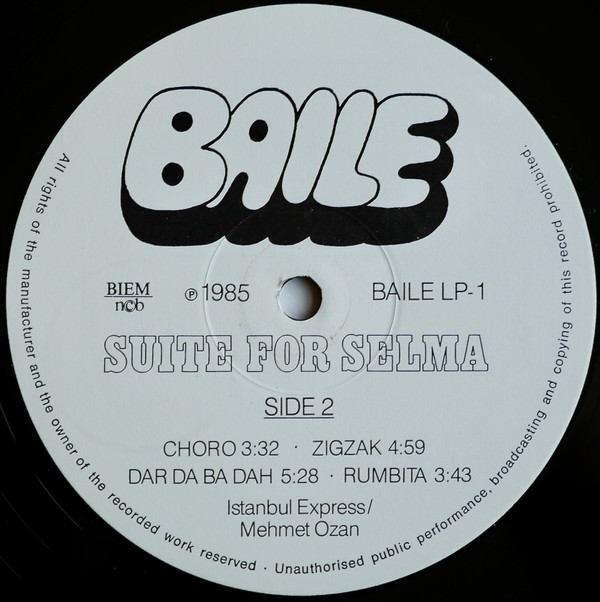 BAILE
BIEM
ncb
℗ 1985
BAILE LP-1
SUITE FOR SELMA
SIDE 2
CHORO 3:32 · ZIGZAK 4:59
DAR DA BA DAH 5:28 · RUMBITA 3:43
Istanbul Express/
Mehmet Ozan
All rights of the manufacturer and the owner of the recorded work reserved · Unauthorised public performance, broadcasting and copying of this record prohibited.